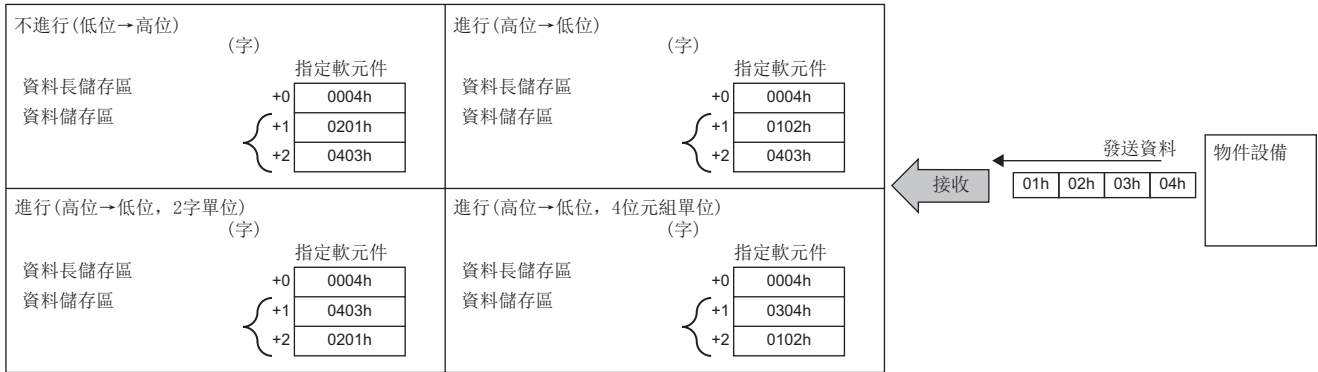 不進行(低位→高位)
(字)
指定軟元件
資料長儲存區
+0 0004h
資料儲存區
+1 0201h
+2 0403h
進行(高位→低位)
(字)
指定軟元件
資料長儲存區
+0 0004h
資料儲存區
+1 0102h
+2 0403h
進行(高位→低位，2字單位)
(字)
指定軟元件
資料長儲存區
+0 0004h
資料儲存區
+1 0403h
+2 0201h
進行(高位→低位，4位元組單位)
(字)
指定軟元件
資料長儲存區
+0 0004h
資料儲存區
+1 0304h
+2 0102h
接收
發送資料
01h 02h 03h 04h
物件設備